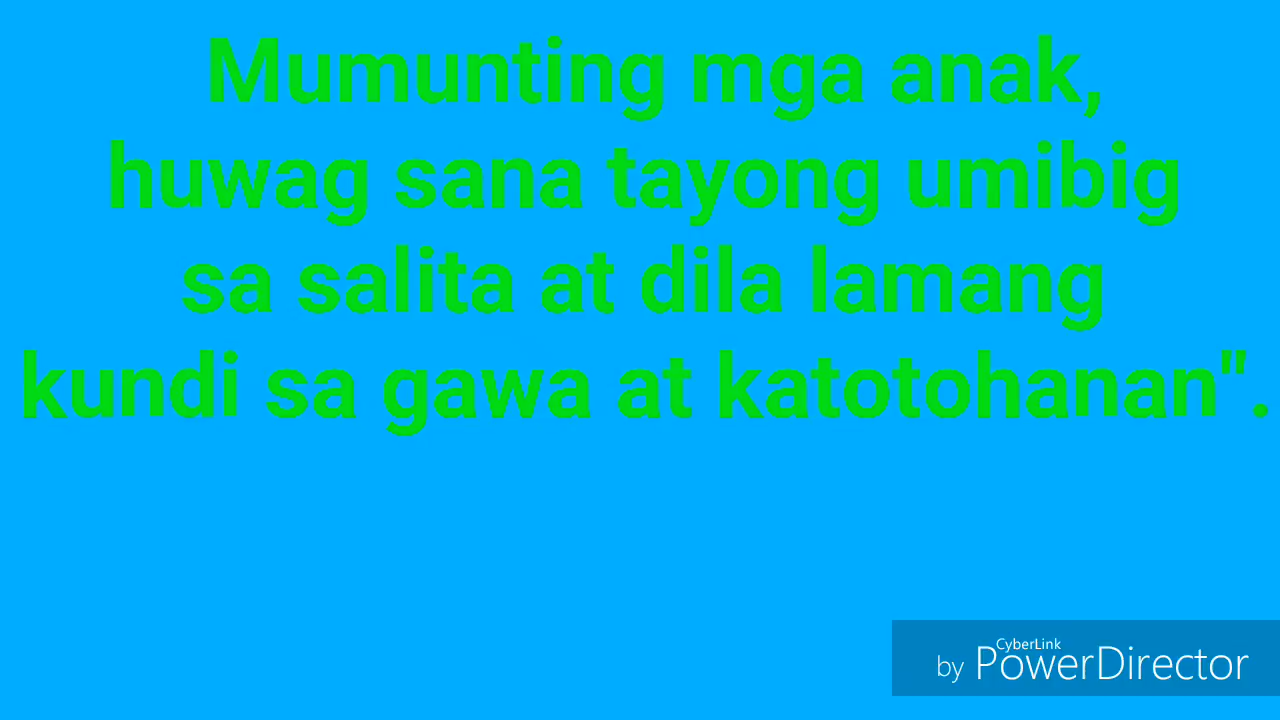 Mumunting mga anak,
huwag sana tayong umibig
sa salita at dila lamang
kundi sa gawa at katotohanan".
CyberLink
by PowerDirector